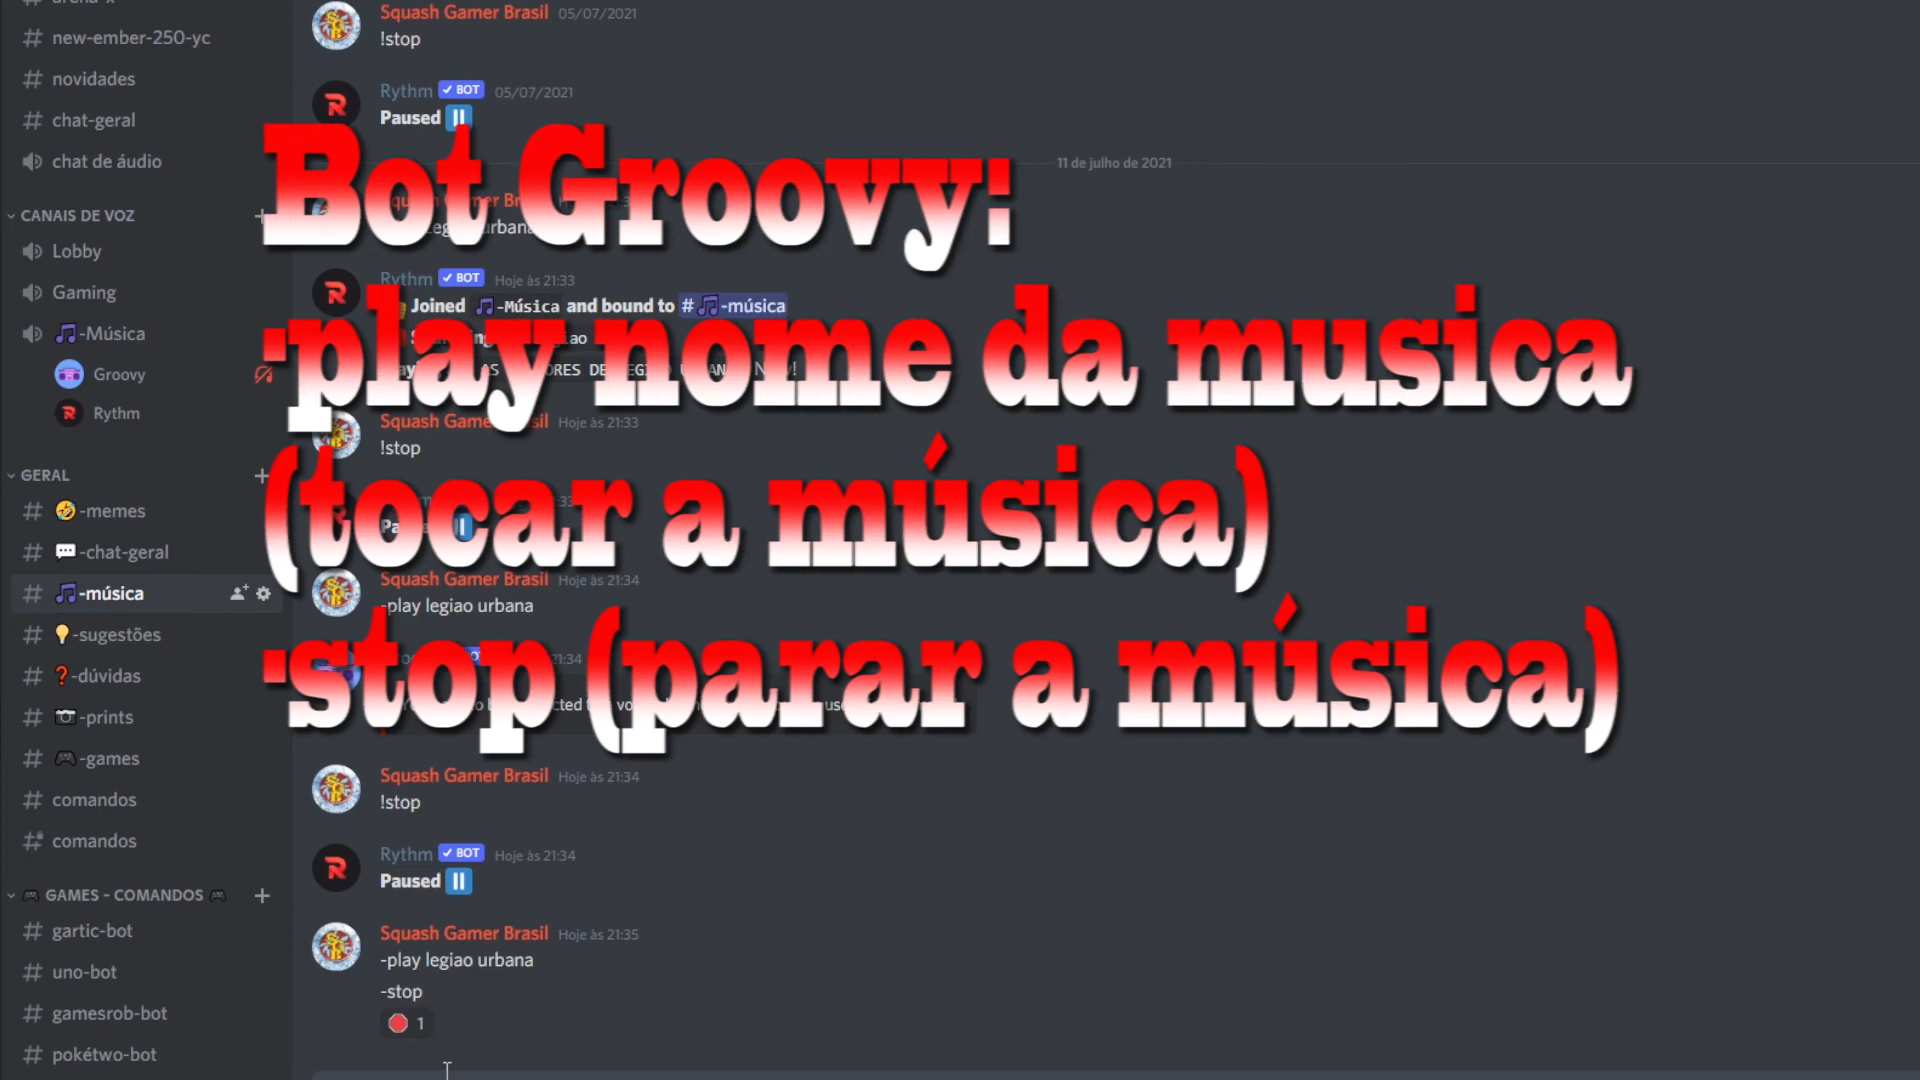 arena-x
new-ember-250-yc
novidades
chat-geral
chat de áudio
CANAIS DE VOZ
Lobby
Gaming
-Música
Groovy
Rythm
GERAL
-memes
-chat-geral
-música
-sugestões
-dúvidas
-prints
-games
comandos
comandos
GAMES - COMANDOS
gartic-bot
uno-bot
gamesrob-bot
pokétwo-bot
Squash Gamer Brasil 05/07/2021
!stop
Rythm BOT 05/07/2021
Paused
11 de julho de 2021
Bot Groovy:
-play nome da musica
(tocar a música)
-stop (parar a música)
urbana
Rythm BOT Hoje às 21:33
Joined -Música and bound to # -música
Squash Gamer Brasil Hoje às 21:33
!stop
Squash Gamer Brasil Hoje às 21:34
-play legiao urbana
21:34
Squash Gamer Brasil Hoje às 21:34
!stop
Rythm BOT Hoje às 21:34
Paused
Squash Gamer Brasil Hoje às 21:35
-play legiao urbana
-stop
1